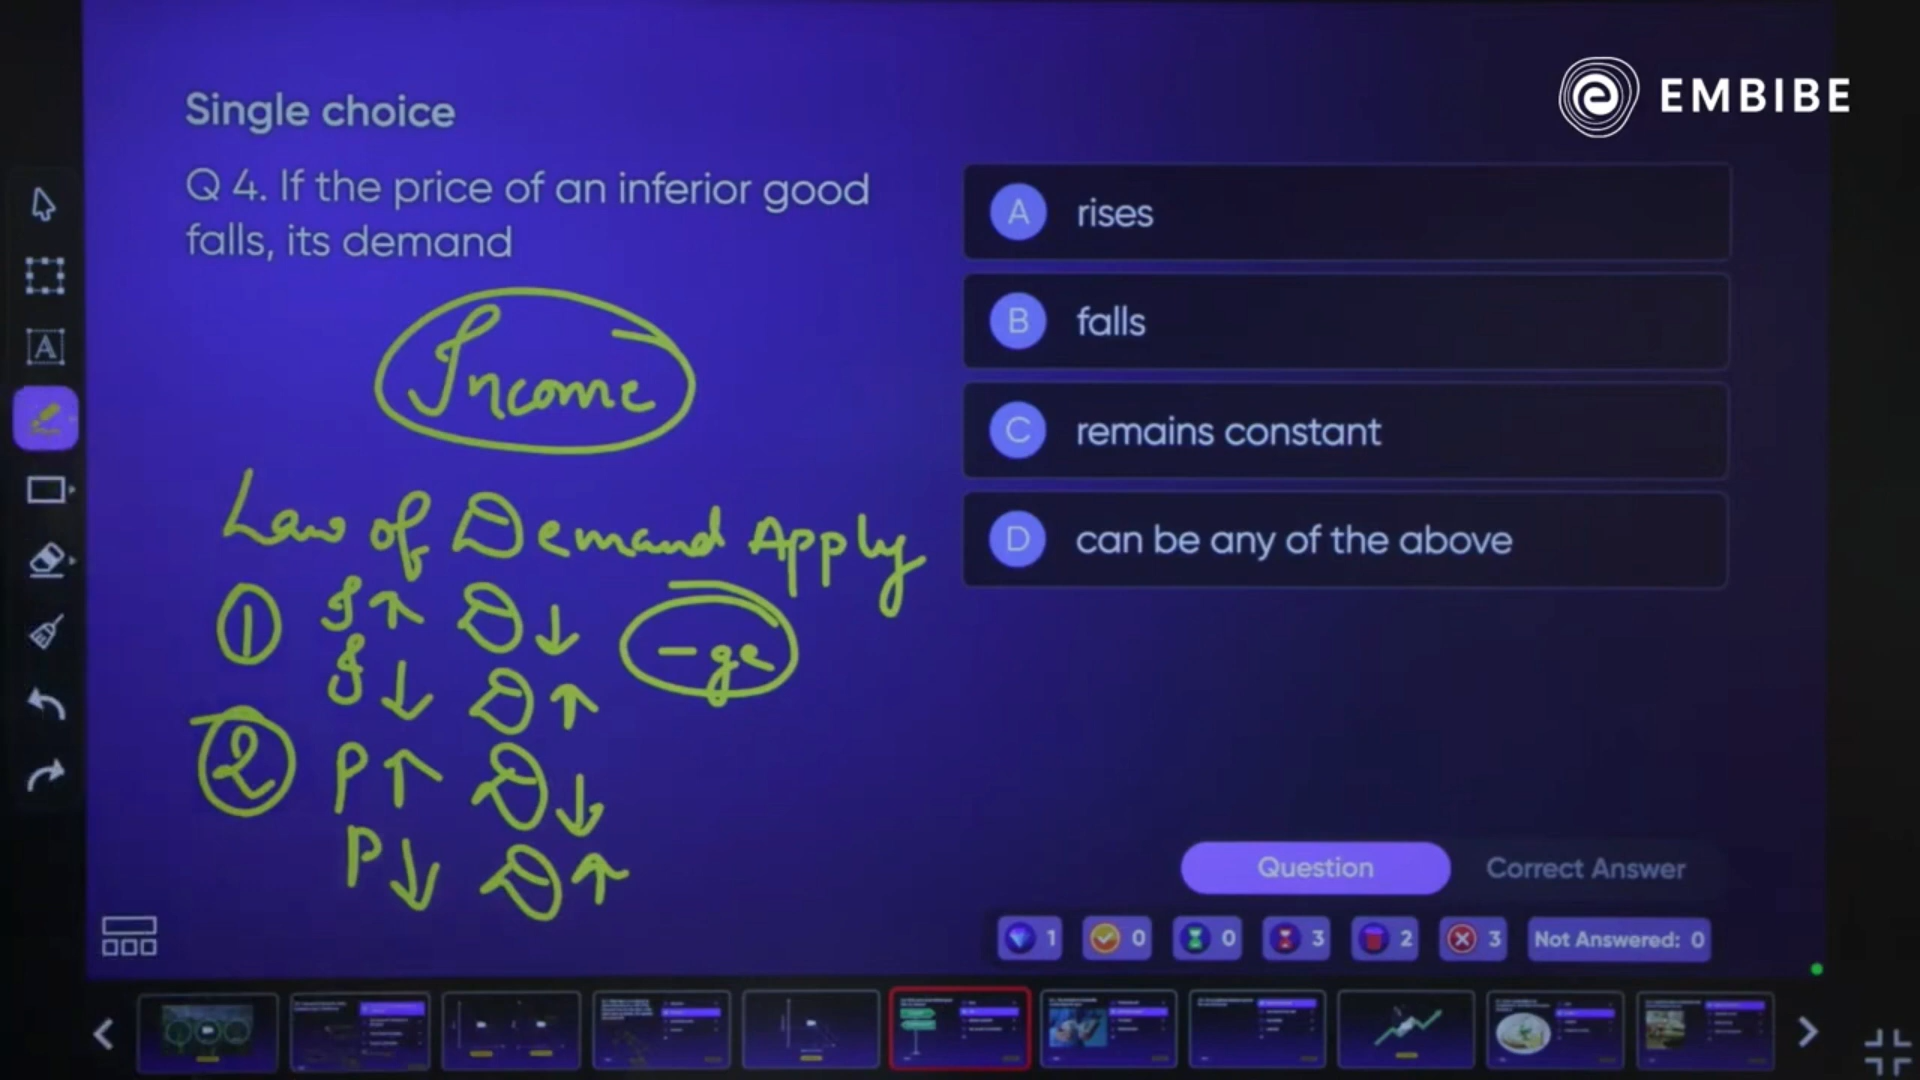 EMBIBE
Single choice
Q 4. If the price of an inferior good
falls, its demand
A rises
B falls
C remains constant
D can be any of the above
Income
Law of Demand Apply
① I↑ D↓ -ge
I↓ D↑
② P↑ D↓
P↓ D↑
Question
Correct Answer
1
0
0
3
2
3
Not Answered: 0